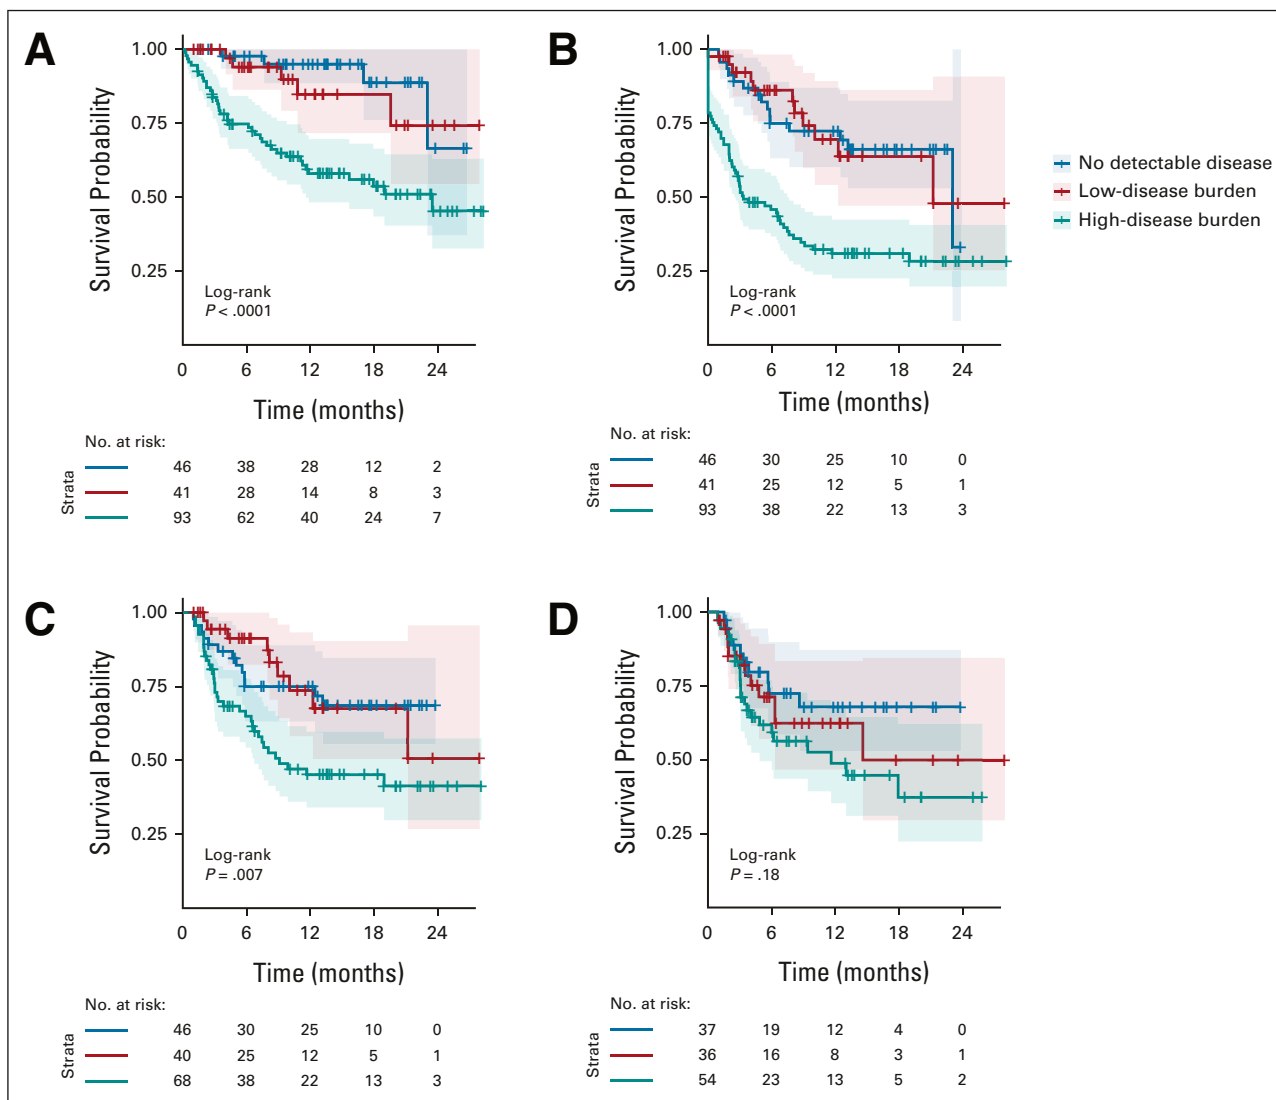 A
1.00
0.75
0.50
0.25
Survival Probability
Log-rank
P < .0001
0 6 12 18 24
Time (months)
No. at risk:
Strata
46 38 28 12 2
41 28 14 8 3
93 62 40 24 7
B
1.00
0.75
0.50
0.25
Survival Probability
Log-rank
P < .0001
0 6 12 18 24
Time (months)
No. at risk:
Strata
46 30 25 10 0
41 25 12 5 1
93 38 22 13 3
No detectable disease
Low-disease burden
High-disease burden
C
1.00
0.75
0.50
0.25
Survival Probability
Log-rank
P = .007
0 6 12 18 24
Time (months)
No. at risk:
Strata
46 30 25 10 0
40 25 12 5 1
68 38 22 13 3
D
1.00
0.75
0.50
0.25
Survival Probability
Log-rank
P = .18
0 6 12 18 24
Time (months)
No. at risk:
Strata
37 19 12 4 0
36 16 8 3 1
54 23 13 5 2